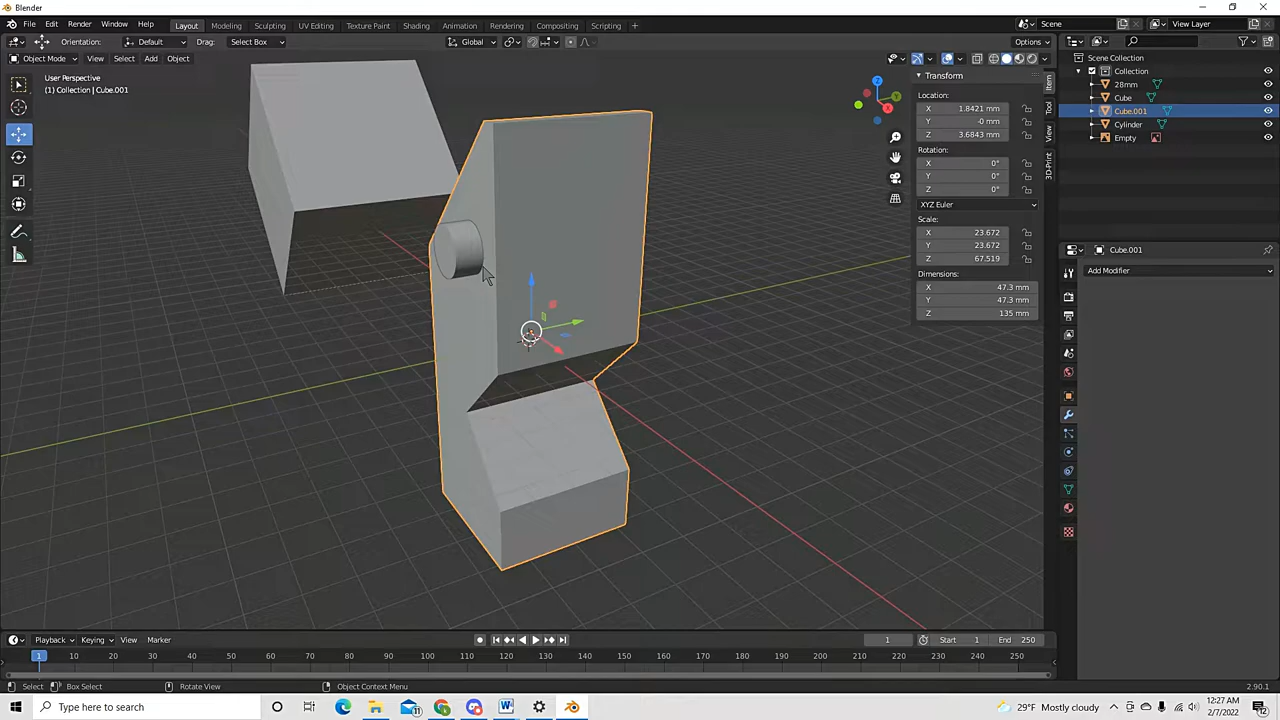 Blender
File Edit Render Window Help Layout Modeling Sculpting UV Editing Texture Paint Shading Animation Rendering Compositing Scripting + Scene View Layer
Orientation: Default Drag: Select Box Global Options
Object Mode View Select Add Object
User Perspective
(1) Collection | Cube.001
Scene Collection
Collection
28mm
Cube
Cube.001
Cylinder
Empty
Transform
Location:
X 1.8421 mm
Y -0 mm
Z 3.6843 mm
Rotation:
X 0°
Y 0°
Z 0°
XYZ Euler
Scale:
X 23.672
Y 23.672
Z 67.519
Dimensions:
X 47.3 mm
Y 47.3 mm
Z 135 mm
Item
Tool
View
3D-Print
Cube.001
Add Modifier
Playback Keying View Marker 1 Start 1 End 250
1 10 20 30 40 50 60 70 80 90 100 110 120 130 140 150 160 170 180 190 200 210 220 230 240 250
Select Box Select Rotate View Object Context Menu 2.90.1
Type here to search 29°F Mostly cloudy 12:27 AM
2/7/2022